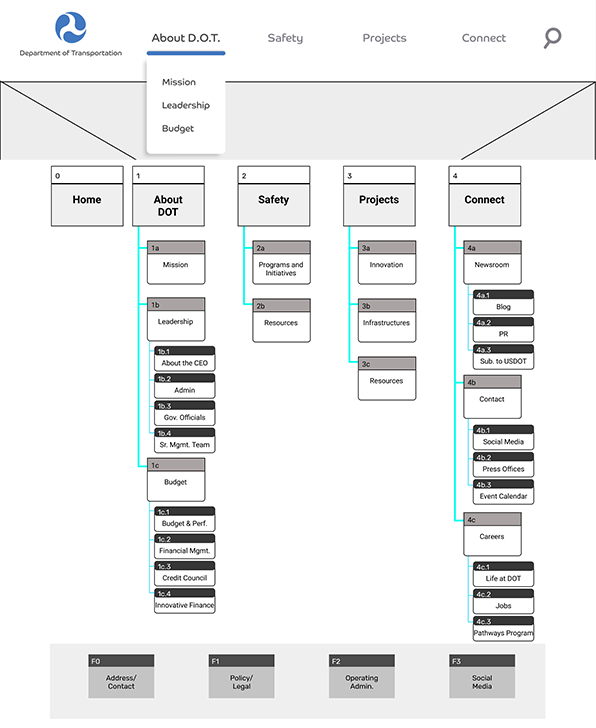 Department of Transportation
About D.O.T.
Safety
Projects
Connect
Mission
Leadership
Budget
0
Home
1
About
DOT
2
Safety
3
Projects
4
Connect
1a
Mission
1b
Leadership
1b.1
About the CEO
1b.2
Admin
1b.3
Gov. Officials
1b.4
Sr. Mgmt. Team
1c
Budget
1c.1
Budget & Perf.
1c.2
Financial Mgmt.
1c.3
Credit Council
1c.4
Innovative Finance
2a
Programs and
Initiatives
2b
Resources
3a
Innovation
3b
Infrastructures
3c
Resources
4a
Newsroom
4a.1
Blog
4a.2
PR
4a.3
Sub. to USDOT
4b
Contact
4b.1
Social Media
4b.2
Press Offices
4b.3
Event Calendar
4c
Careers
4c.1
Life at DOT
4c.2
Jobs
4c.3
Pathways Program
F0
Address/
Contact
F1
Policy/
Legal
F2
Operating
Admin.
F3
Social
Media